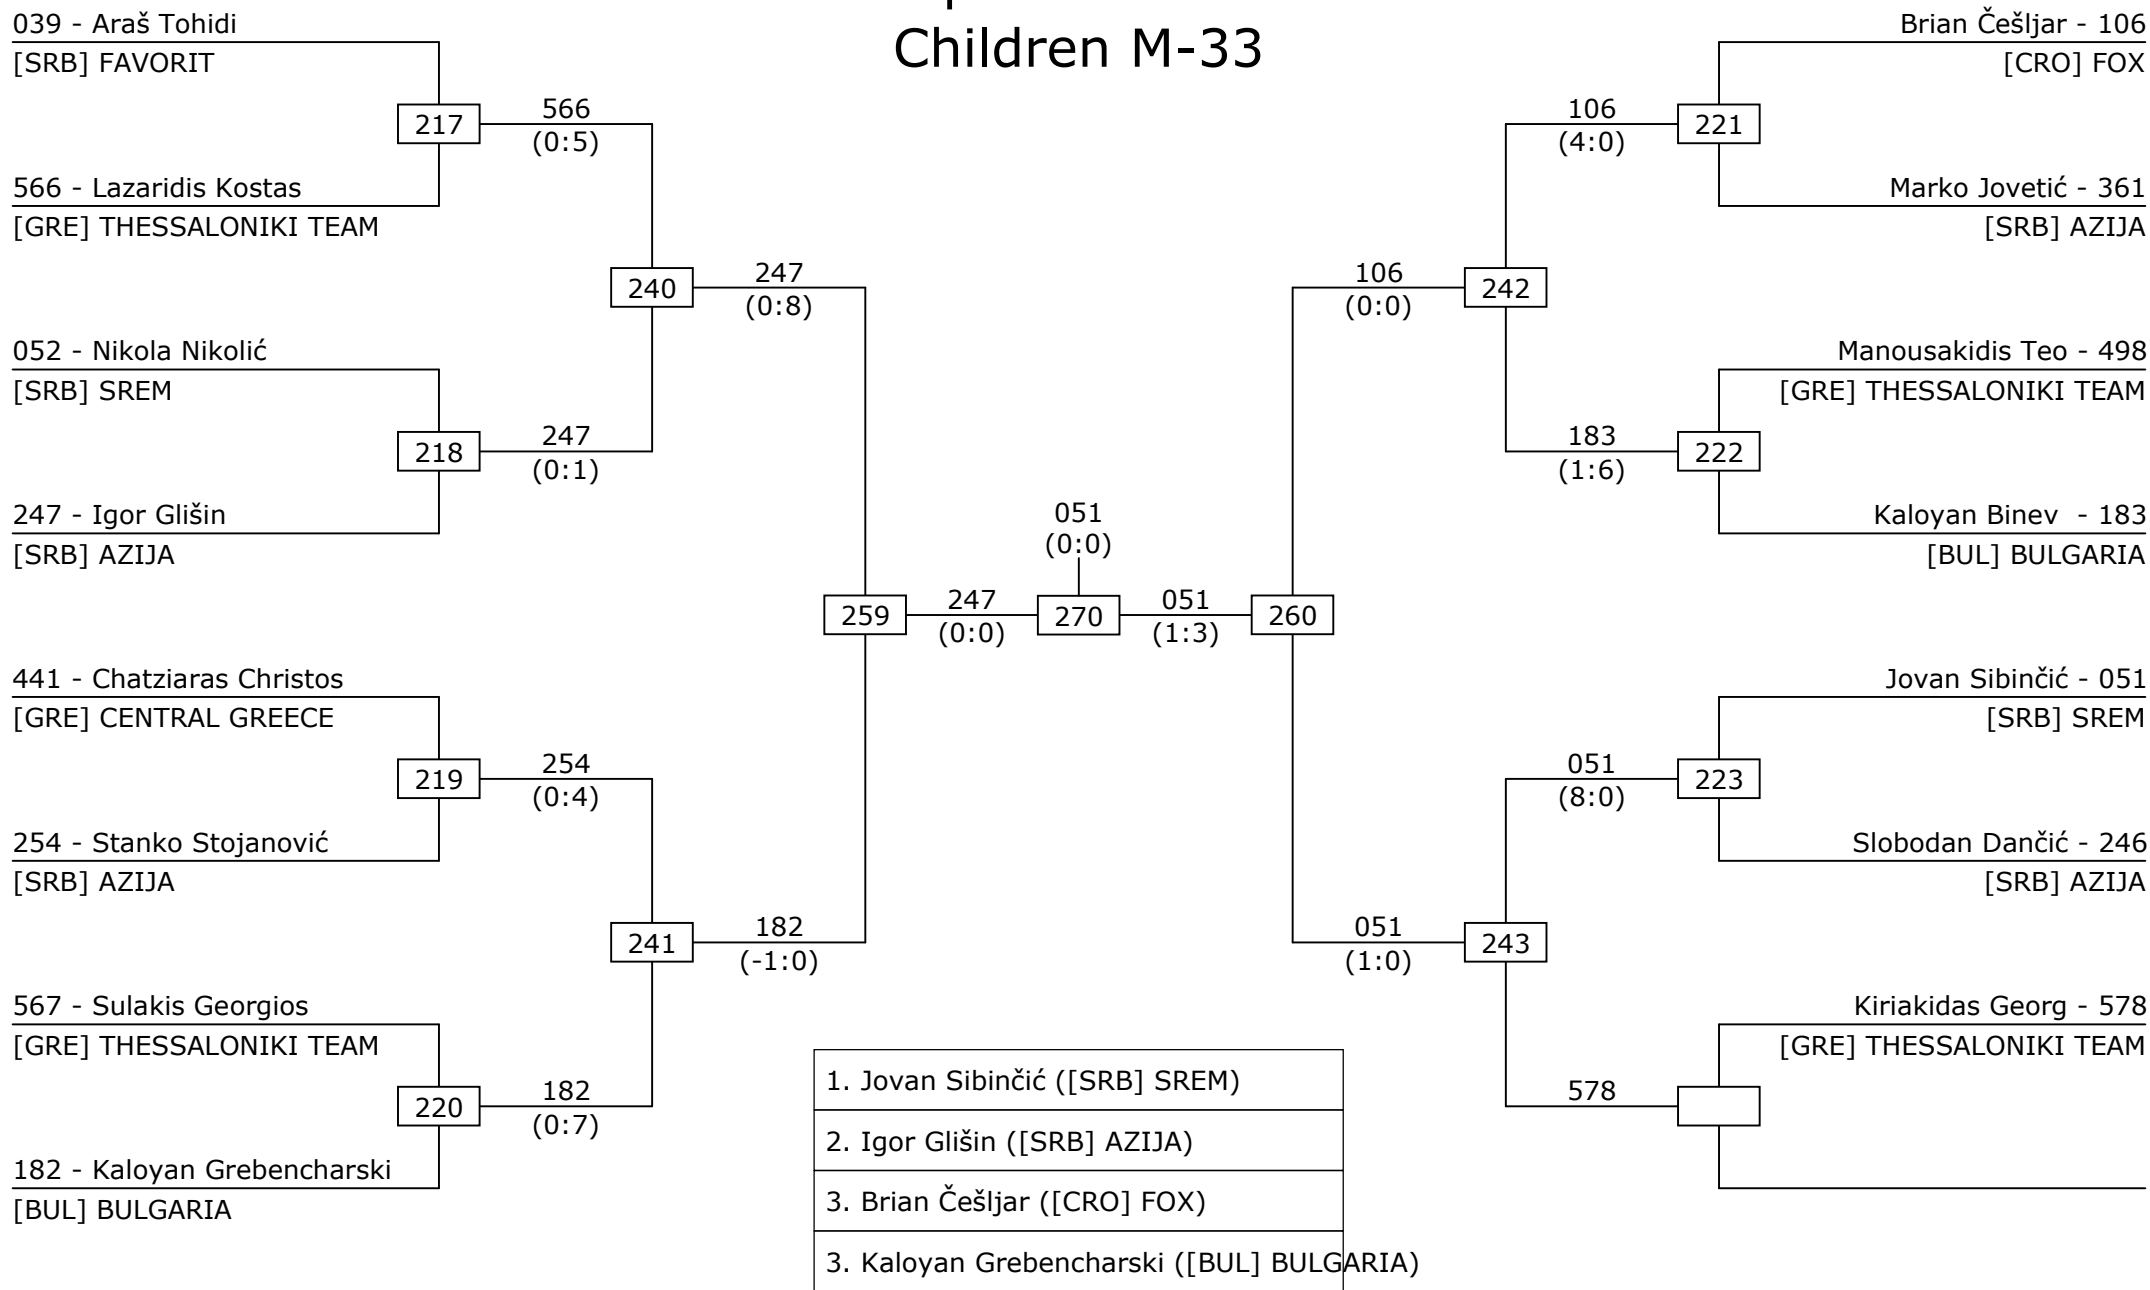 Children M-33
039 - Araš Tohidi
[SRB] FAVORIT
217
566
(0:5)
566 - Lazaridis Kostas
[GRE] THESSALONIKI TEAM
240
247
(0:8)
052 - Nikola Nikolić
[SRB] SREM
218
247
(0:1)
247 - Igor Glišin
[SRB] AZIJA
259
247
(0:0)
441 - Chatziaras Christos
[GRE] CENTRAL GREECE
219
254
(0:4)
254 - Stanko Stojanović
[SRB] AZIJA
241
182
(-1:0)
567 - Sulakis Georgios
[GRE] THESSALONIKI TEAM
220
182
(0:7)
182 - Kaloyan Grebencharski
[BUL] BULGARIA
051
(0:0)
270
051
(1:3)
260
Brian Češljar - 106
[CRO] FOX
106
(4:0)
221
Marko Jovetić - 361
[SRB] AZIJA
106
(0:0)
242
Manousakidis Teo - 498
[GRE] THESSALONIKI TEAM
183
(1:6)
222
Kaloyan Binev  - 183
[BUL] BULGARIA
Jovan Sibinčić - 051
[SRB] SREM
051
(8:0)
223
Slobodan Dančić - 246
[SRB] AZIJA
051
(1:0)
243
Kiriakidas Georg - 578
[GRE] THESSALONIKI TEAM
578
1. Jovan Sibinčić ([SRB] SREM)
2. Igor Glišin ([SRB] AZIJA)
3. Brian Češljar ([CRO] FOX)
3. Kaloyan Grebencharski ([BUL] BULGARIA)